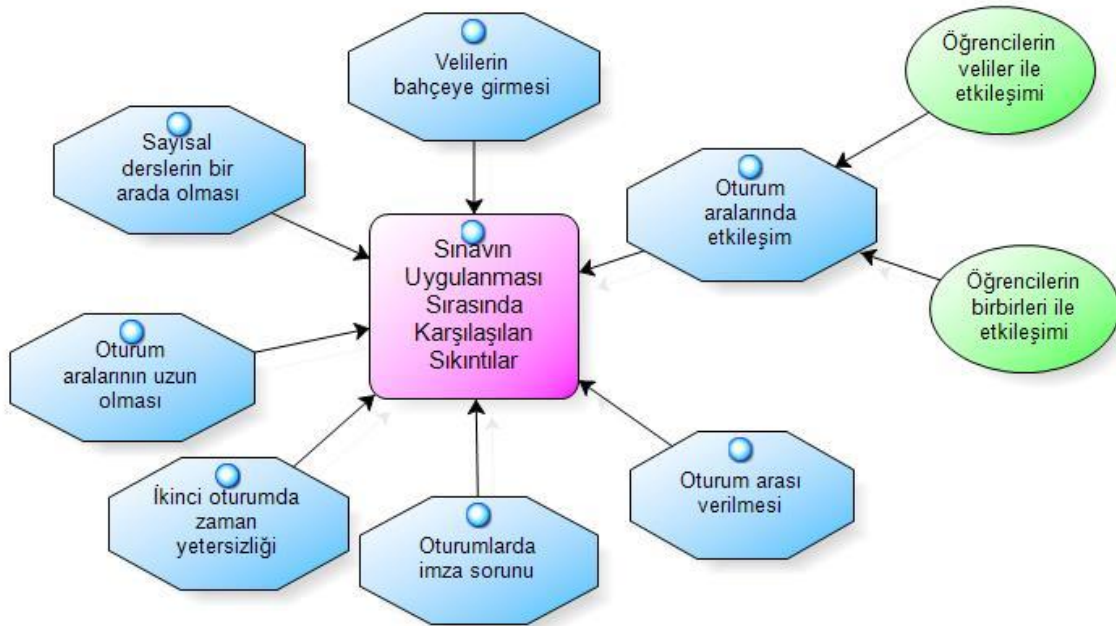 Velilerin
bahçeye girmesi
Öğrencilerin
veliler ile
etkileşimi
Sayısal
derslerin bir
arada olması
Oturum
aralarında
etkileşim
Sınavın
Uygulanması
Sırasında
Karşılaşılan
Sıkıntılar
Öğrencilerin
birbirleri ile
etkileşimi
Oturum
aralarının uzun
olması
İkinci oturumda
zaman
yetersizliği
Oturumlarda
imza sorunu
Oturum arası
verilmesi